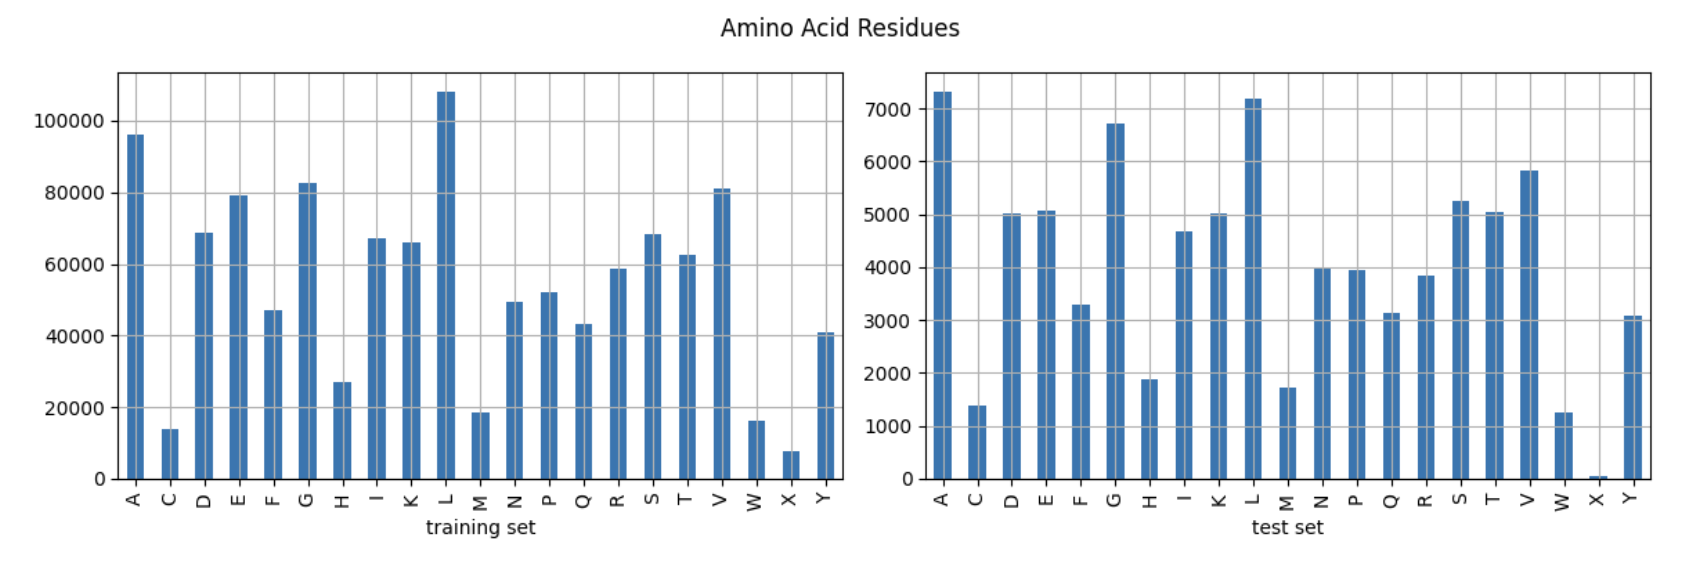 Amino Acid Residues
100000
80000
60000
40000
20000
0
A C D E F G H I K L M N P Q R S T V W X Y
training set
7000
6000
5000
4000
3000
2000
1000
0
A C D E F G H I K L M N P Q R S T V W X Y
test set